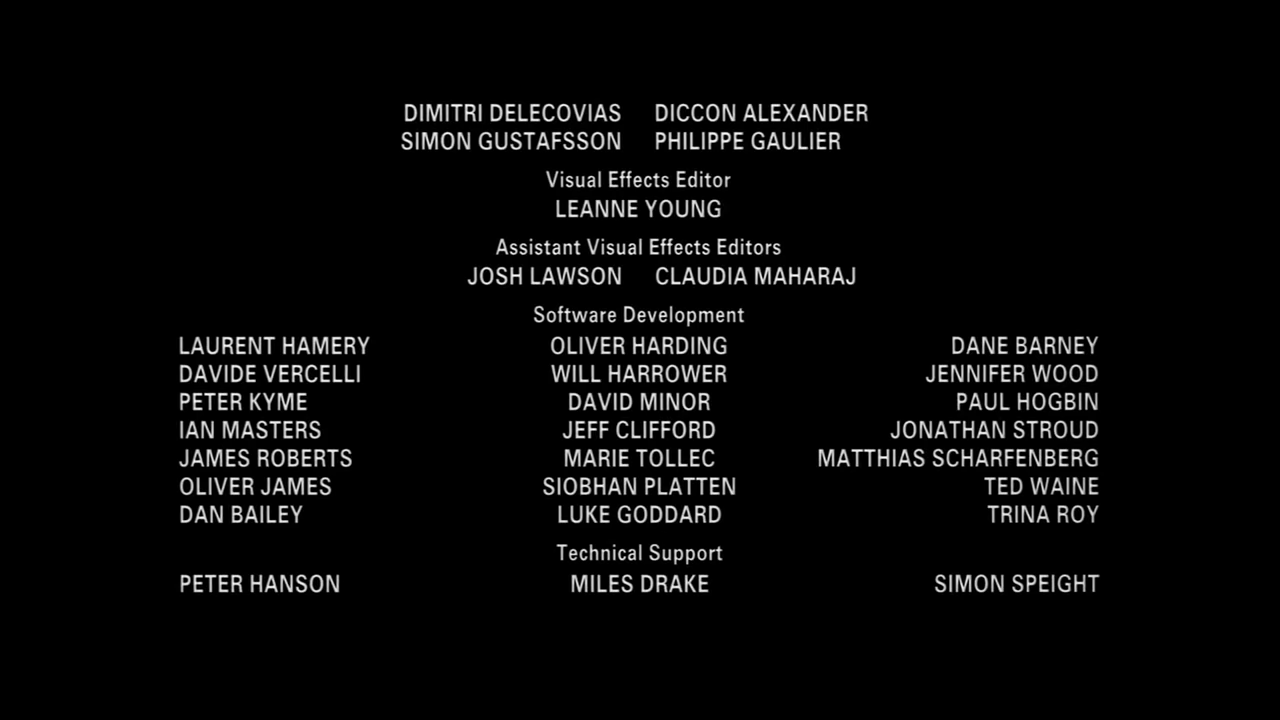 DIMITRI DELECOVIAS DICCON ALEXANDER
SIMON GUSTAFSSON PHILIPPE GAULIER
Visual Effects Editor
LEANNE YOUNG
Assistant Visual Effects Editors
JOSH LAWSON CLAUDIA MAHARAJ
Software Development
LAURENT HAMERY OLIVER HARDING DANE BARNEY
DAVIDE VERCELLI WILL HARROWER JENNIFER WOOD
PETER KYME DAVID MINOR PAUL HOGBIN
IAN MASTERS JEFF CLIFFORD JONATHAN STROUD
JAMES ROBERTS MARIE TOLLEC MATTHIAS SCHARFENBERG
OLIVER JAMES SIOBHAN PLATTEN TED WAINE
DAN BAILEY LUKE GODDARD TRINA ROY
Technical Support
PETER HANSON MILES DRAKE SIMON SPEIGHT